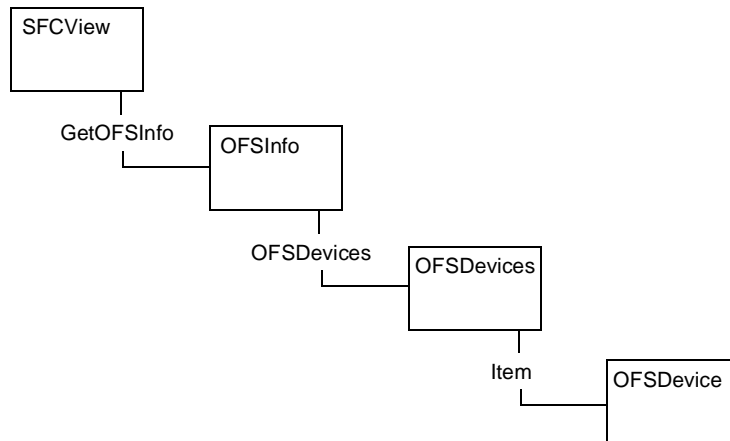 SFCView
GetOFSInfo
OFSInfo
OFSDevices
OFSDevices
Item
OFSDevice